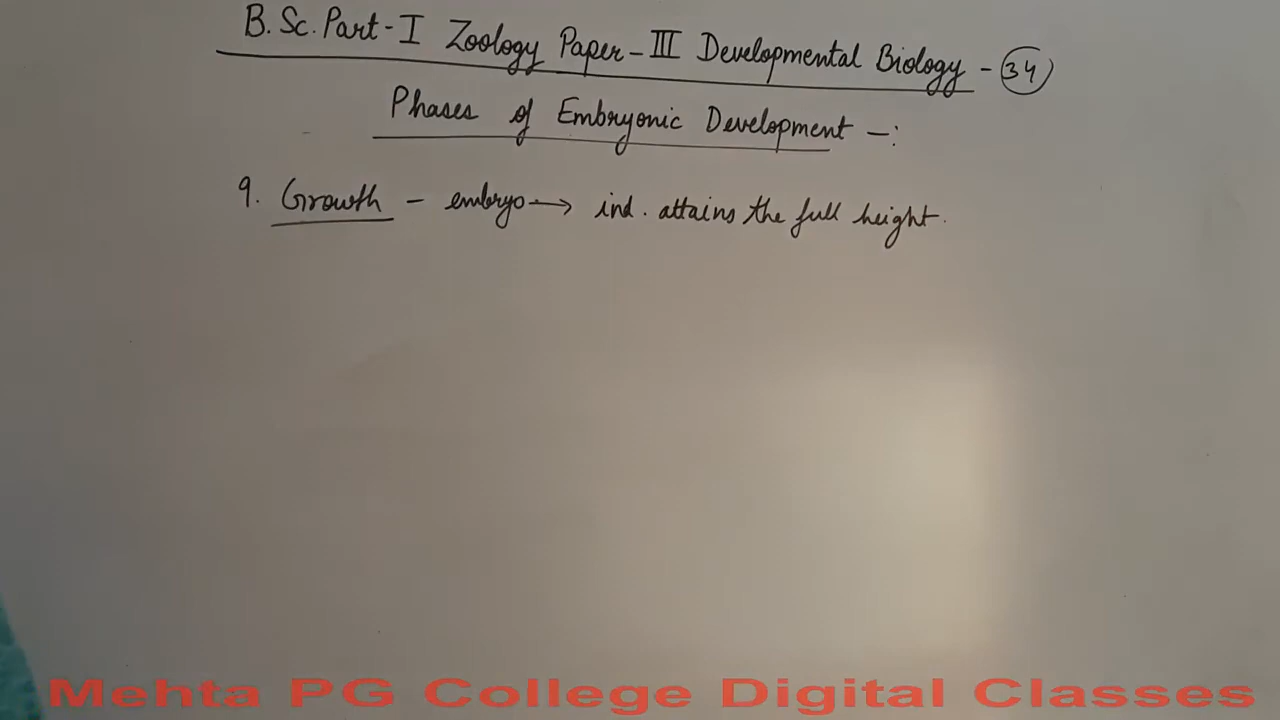 B.Sc. Part-I Zoology Paper-III Developmental Biology - 34
Phases of Embryonic Development -:
9. Growth - embryo → ind. attains the full height.
Mehta PG College Digital Classes